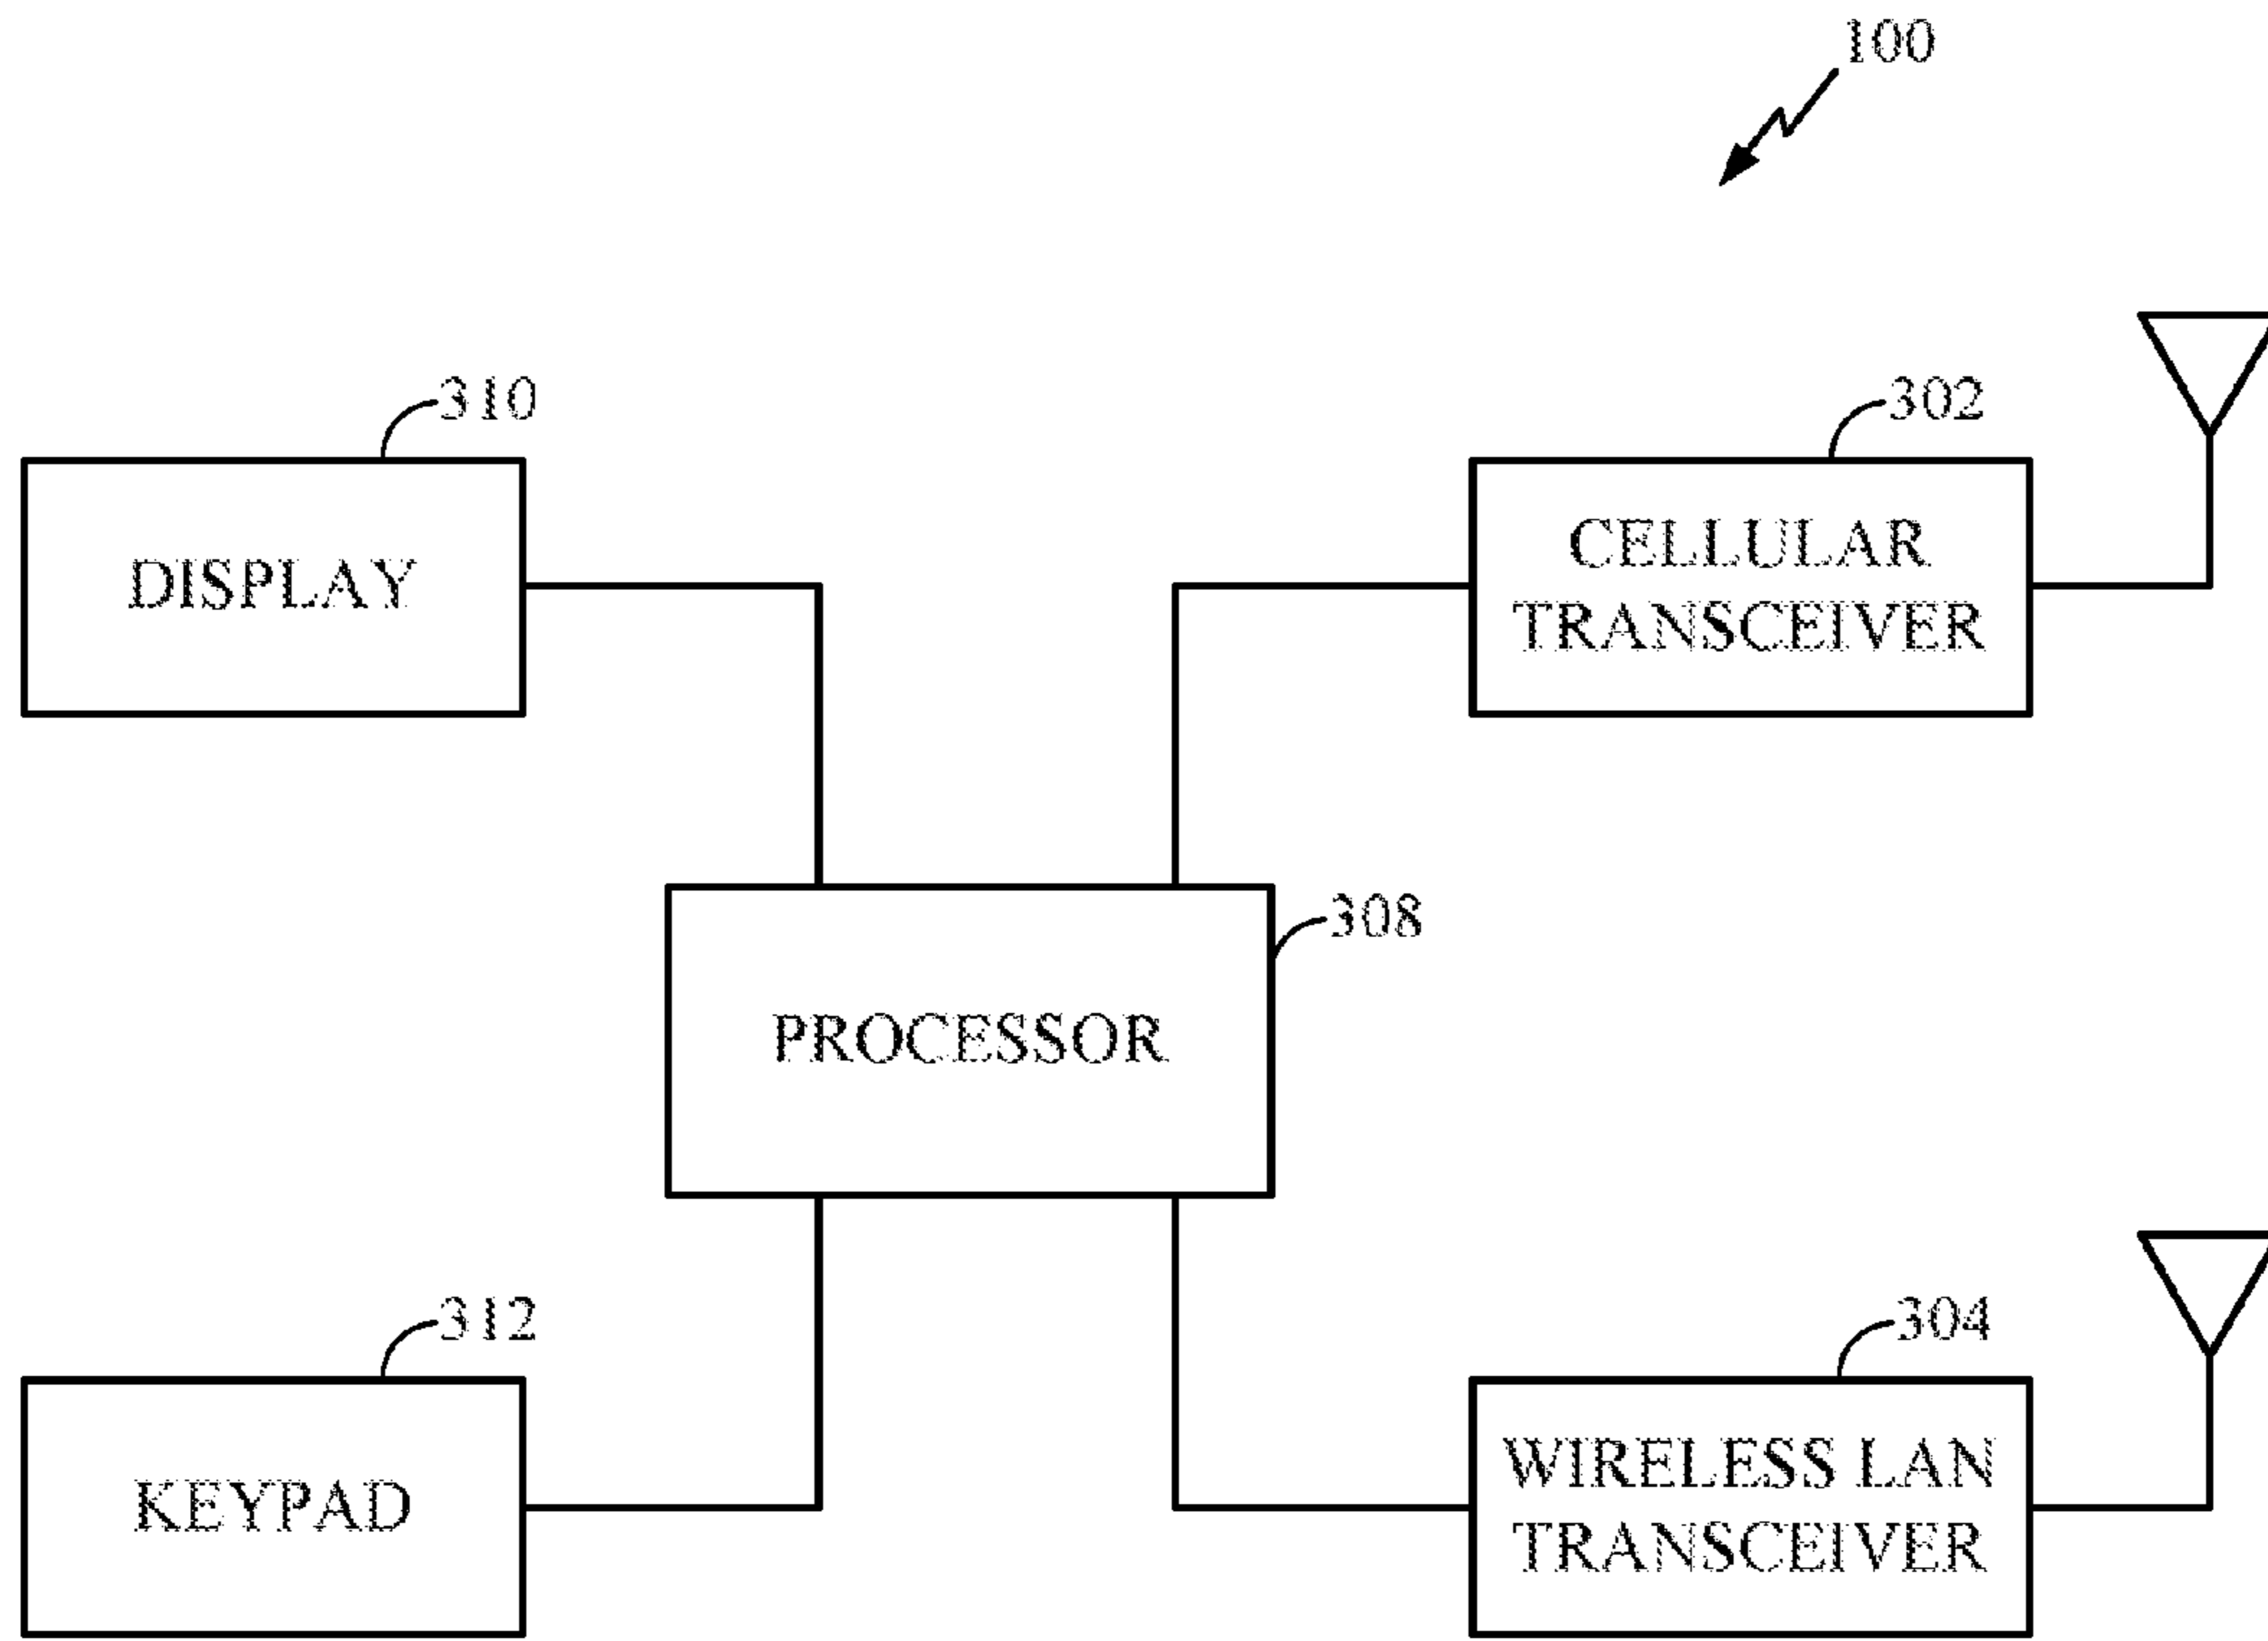 100
310
302
DISPLAY
CELLULAR
TRANSCEIVER
308
PROCESSOR
312
304
KEYPAD
WIRELESS LAN
TRANSCEIVER